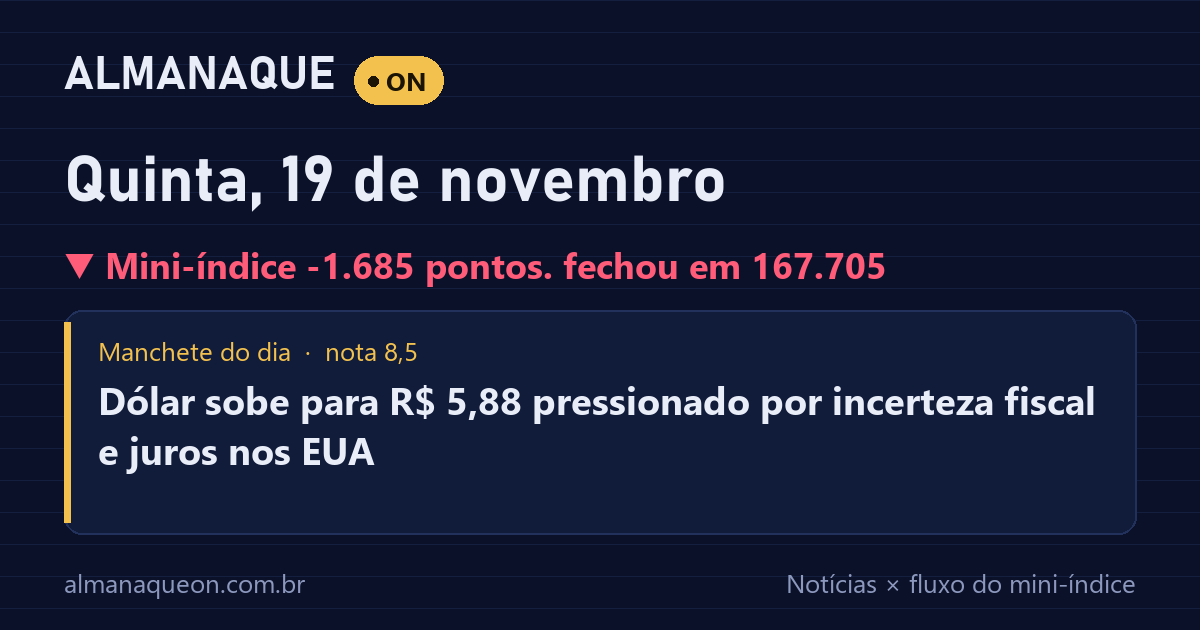 ALMANAQUE • ON
Quinta, 19 de novembro
▼ Mini-índice -1.685 pontos. fechou em 167.705
Manchete do dia · nota 8,5
Dólar sobe para R$ 5,88 pressionado por incerteza fiscal
e juros nos EUA
almanaqueon.com.br
Notícias × fluxo do mini-índice